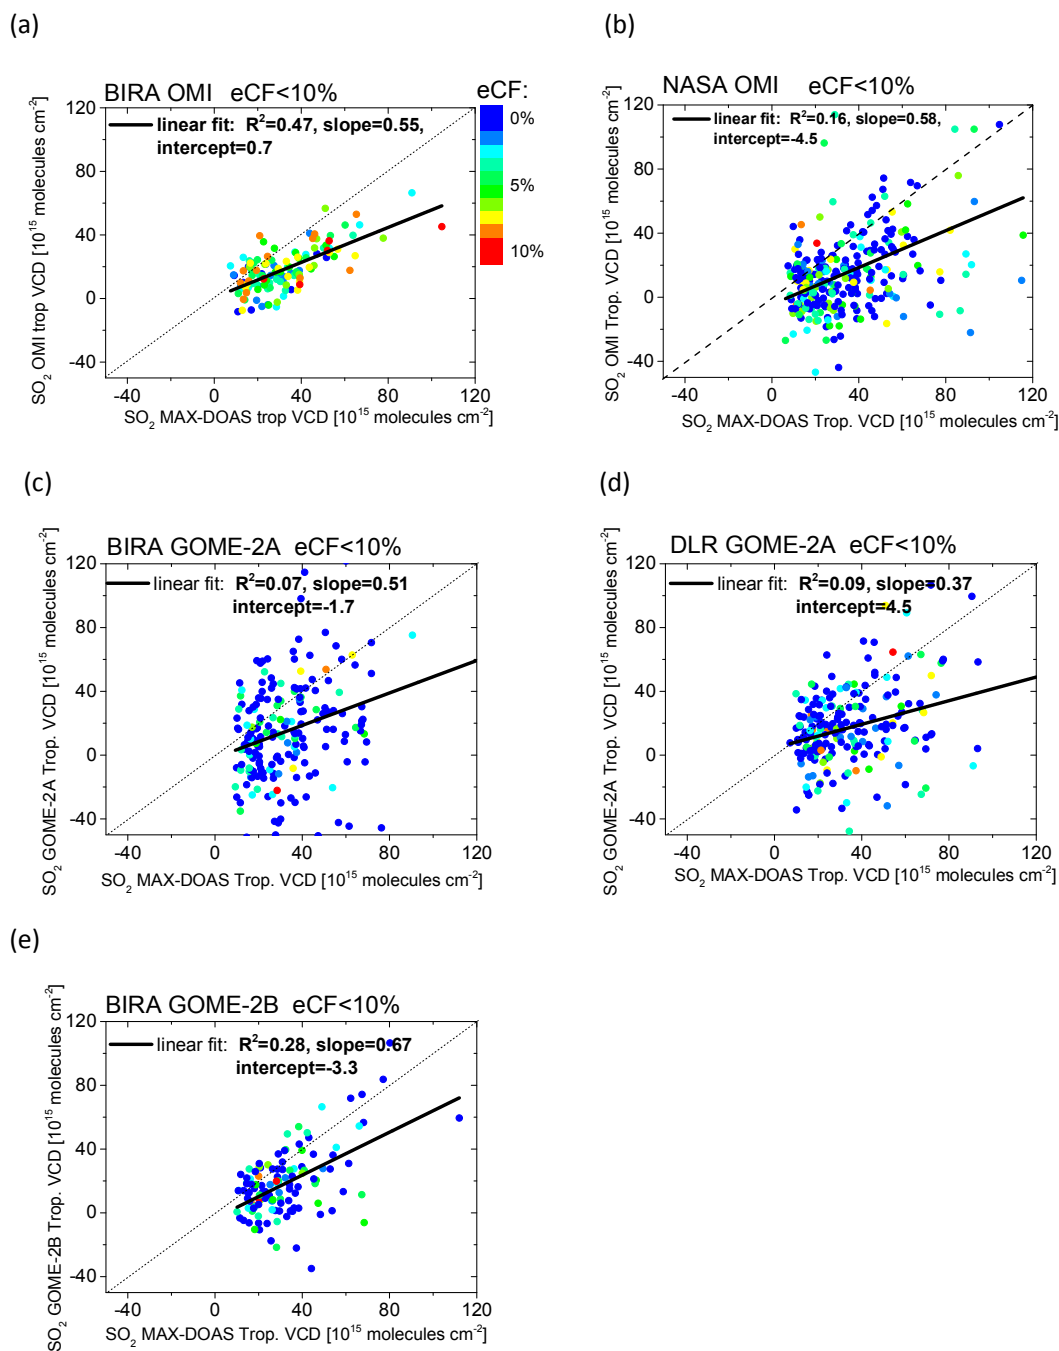 (a)
BIRA OMI eCF<10%
linear fit: R²=0.47, slope=0.55,
intercept=0.7
120
80
40
0
-40
-40 0 40 80 120
SO₂ OMI trop VCD [10¹⁵ molecules cm⁻²]
SO₂ MAX-DOAS trop VCD [10¹⁵ molecules cm⁻²]
eCF:
0%
5%
10%
(b)
NASA OMI eCF<10%
linear fit: R²=0.16, slope=0.58,
intercept=-4.5
120
80
40
0
-40
-40 0 40 80 120
SO₂ OMI Trop. VCD [10¹⁵ molecules cm⁻²]
SO₂ MAX-DOAS Trop. VCD [10¹⁵ molecules cm⁻²]
(c)
BIRA GOME-2A eCF<10%
linear fit: R²=0.07, slope=0.51
intercept=-1.7
120
80
40
0
-40
-40 0 40 80 120
SO₂ GOME-2A Trop. VCD [10¹⁵ molecules cm⁻²]
SO₂ MAX-DOAS Trop. VCD [10¹⁵ molecules cm⁻²]
(d)
DLR GOME-2A eCF<10%
linear fit: R²=0.09, slope=0.37
intercept=4.5
120
80
40
0
-40
-40 0 40 80 120
SO₂ GOME-2A Trop. VCD [10¹⁵ molecules cm⁻²]
SO₂ MAX-DOAS Trop. VCD [10¹⁵ molecules cm⁻²]
(e)
BIRA GOME-2B eCF<10%
linear fit: R²=0.28, slope=0.67
intercept=-3.3
120
80
40
0
-40
-40 0 40 80 120
SO₂ GOME-2B Trop. VCD [10¹⁵ molecules cm⁻²]
SO₂ MAX-DOAS Trop. VCD [10¹⁵ molecules cm⁻²]